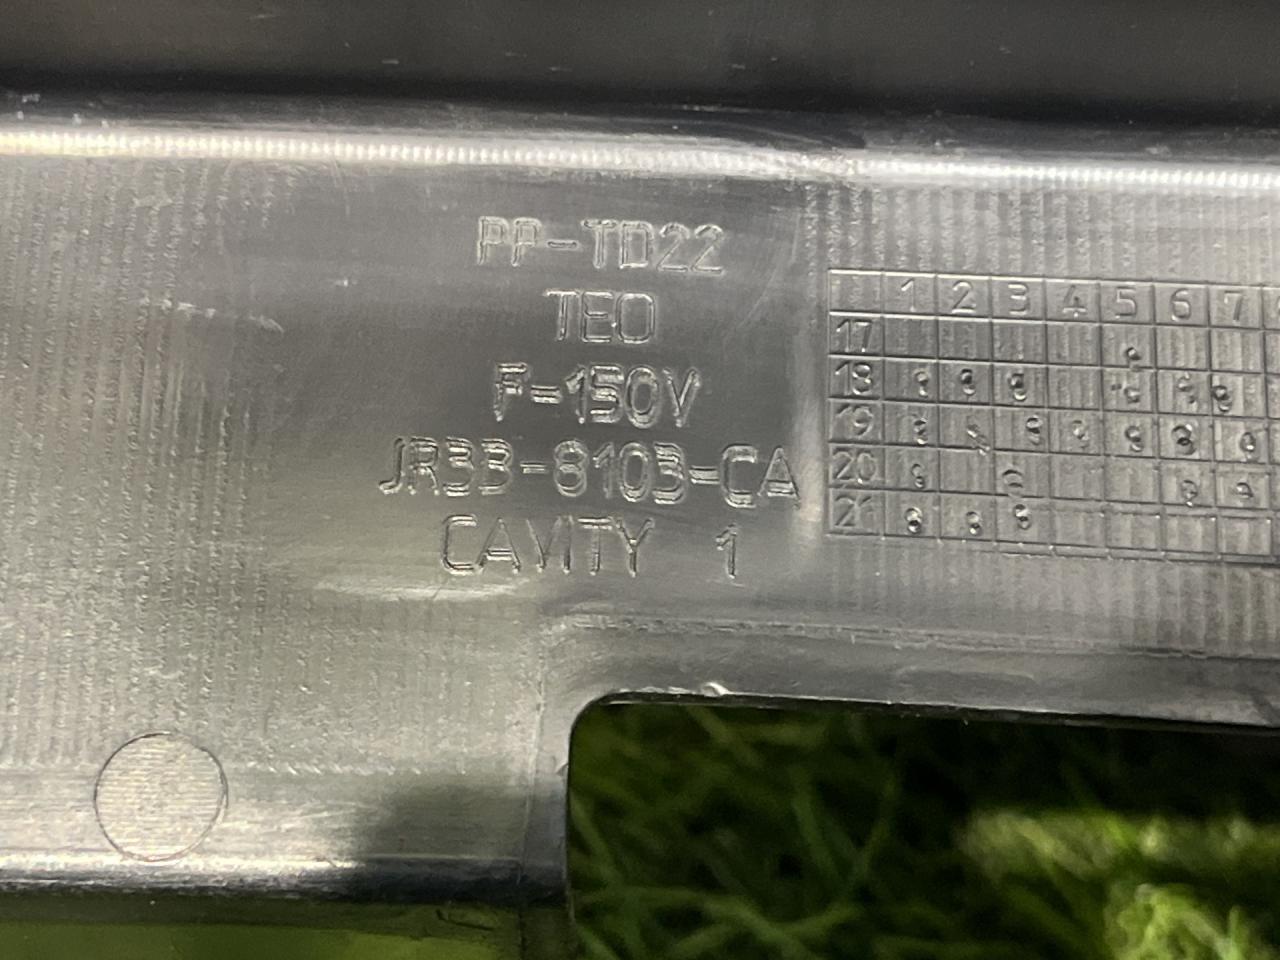 PP-TD22
TEO
F-150V
JR33-8103-CA
CAVITY 1
1 2 3 4 5 6 7
17
18
19
20
21